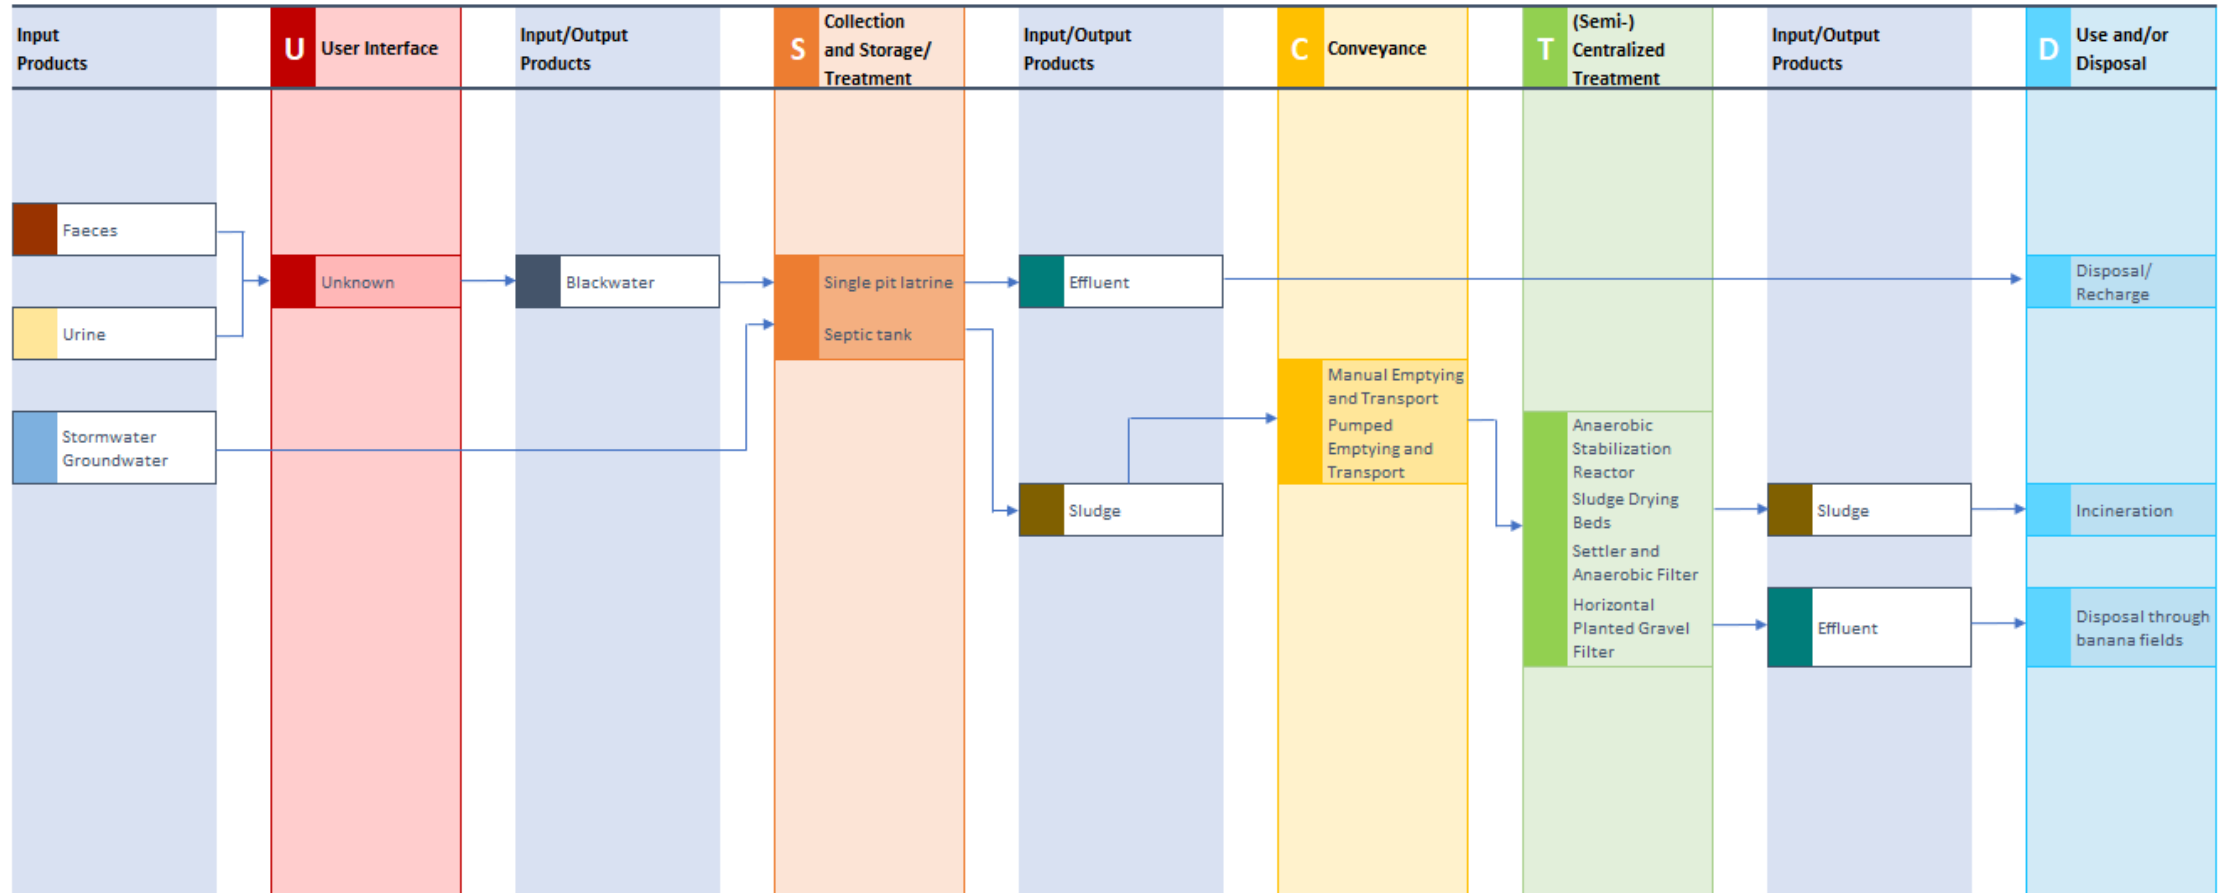 Input
Products
U
User Interface
Input/Output
Products
S
Collection
and Storage/
Treatment
Input/Output
Products
C
Conveyance
T
(Semi-)
Centralized
Treatment
Input/Output
Products
D
Use and/or
Disposal
Faeces
Urine
Stormwater
Groundwater
Unknown
Blackwater
Single pit latrine
Septic tank
Effluent
Sludge
Manual Emptying
and Transport
Pumped
Emptying and
Transport
Anaerobic
Stabilization
Reactor
Sludge Drying
Beds
Settler and
Anaerobic Filter
Horizontal
Planted Gravel
Filter
Sludge
Effluent
Disposal/
Recharge
Incineration
Disposal through
banana fields